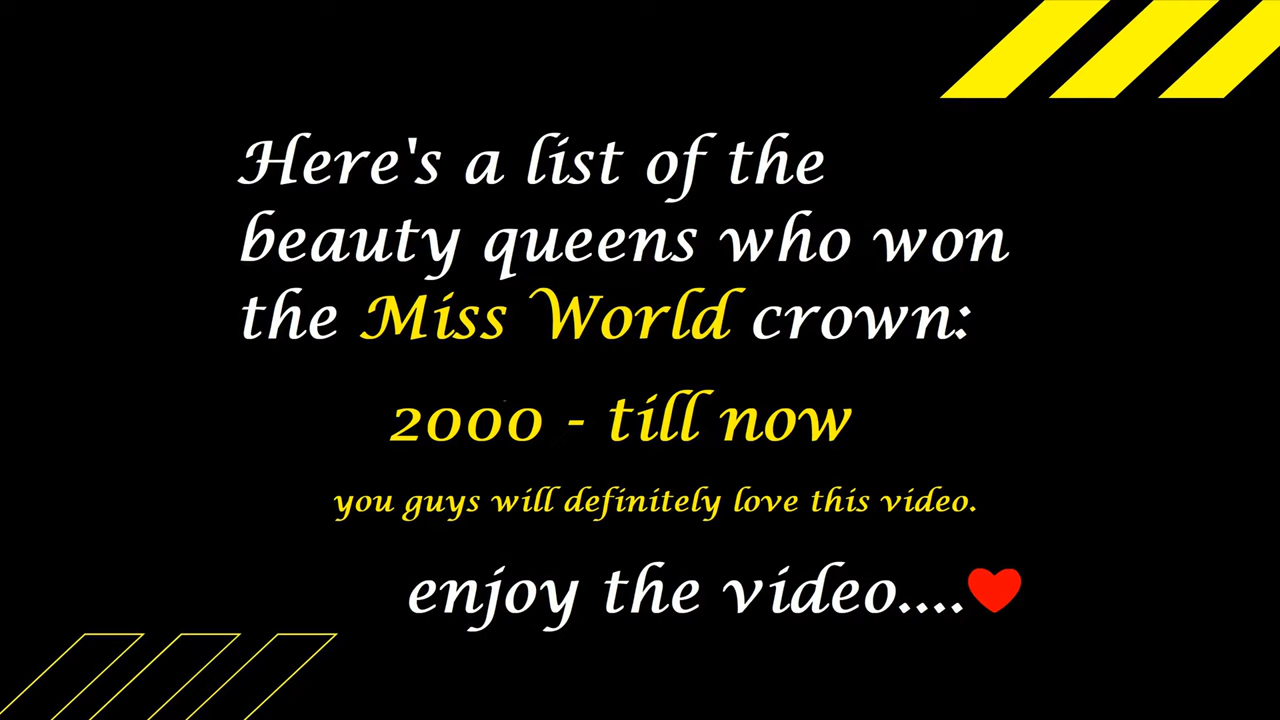 Here's a list of the
beauty queens who won
the Miss World crown:
2000 - till now
you guys will definitely love this video.
enjoy the video....❤